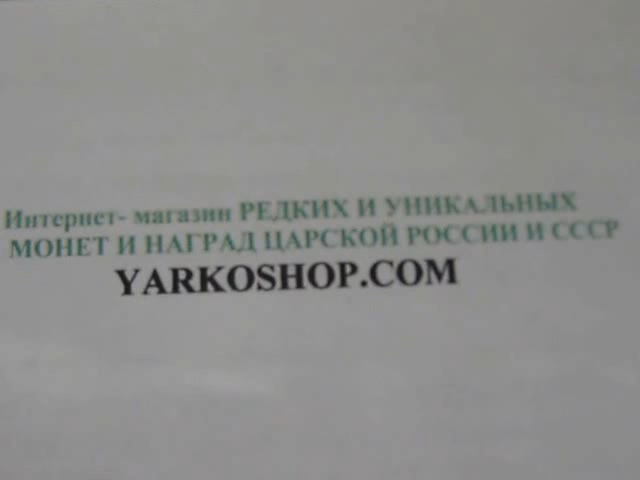 Интернет- магазин РЕДКИХ И УНИКАЛЬНЫХ
МОНЕТ И НАГРАД ЦАРСКОЙ РОССИИ И СССР
YARKOSHOP.COM